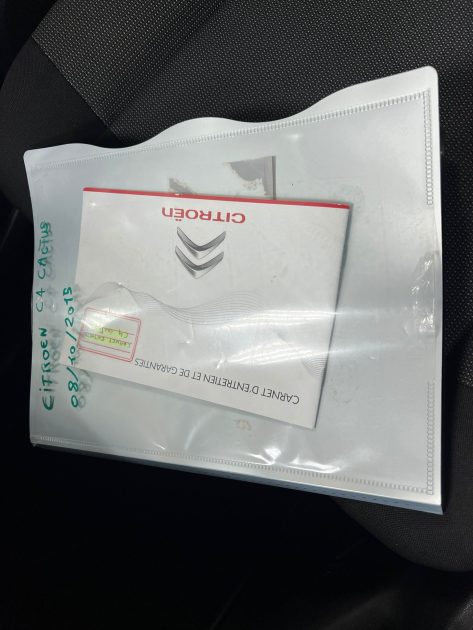 CiTROEN C4 CACTUS
08/10/2015
CITROËN
CARNET D'ENTRETIEN ET DE GARANTIES